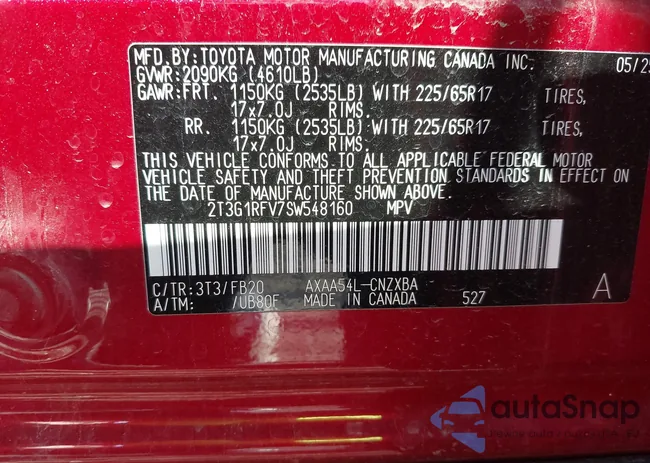 MFD.BY:TOYOTA MOTOR MANUFACTURING CANADA INC. 05/25
GVWR:2090KG (4610LB)
GAWR:FRT. 1150KG (2535LB) WITH 225/65R17 TIRES,
17x7.0J RIMS.
RR. 1150KG (2535LB) WITH 225/65R17 TIRES,
17x7.0J RIMS.
THIS VEHICLE CONFORMS TO ALL APPLICABLE FEDERAL MOTOR
VEHICLE SAFETY AND THEFT PREVENTION STANDARDS IN EFFECT ON THE
DATE OF MANUFACTURE SHOWN ABOVE.
2T3G1RFV7SW548160 MPV
C/TR:3T3/FB20 AXAA54L-CNZXBA
A/TM: /UB80F MADE IN CANADA 527 A
autaSnap